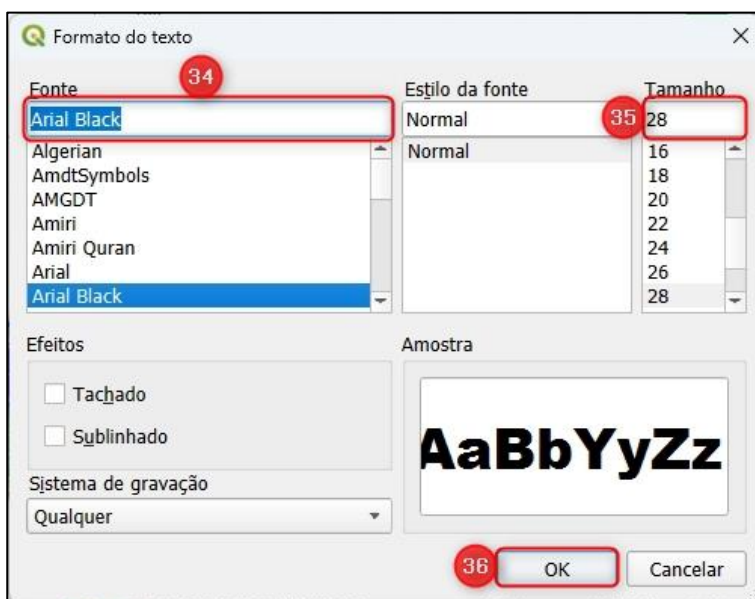 Formato do texto
34
Fonte
Arial Black
Algerian
AmdtSymbols
AMGDT
Amiri
Amiri Quran
Arial
Arial Black
Estilo da fonte
Normal
Normal
Tamanho
35
28
16
18
20
22
24
26
28
Efeitos
Tachado
Sublinhado
Sistema de gravação
Qualquer
Amostra
AaBbYyZz
36
OK
Cancelar